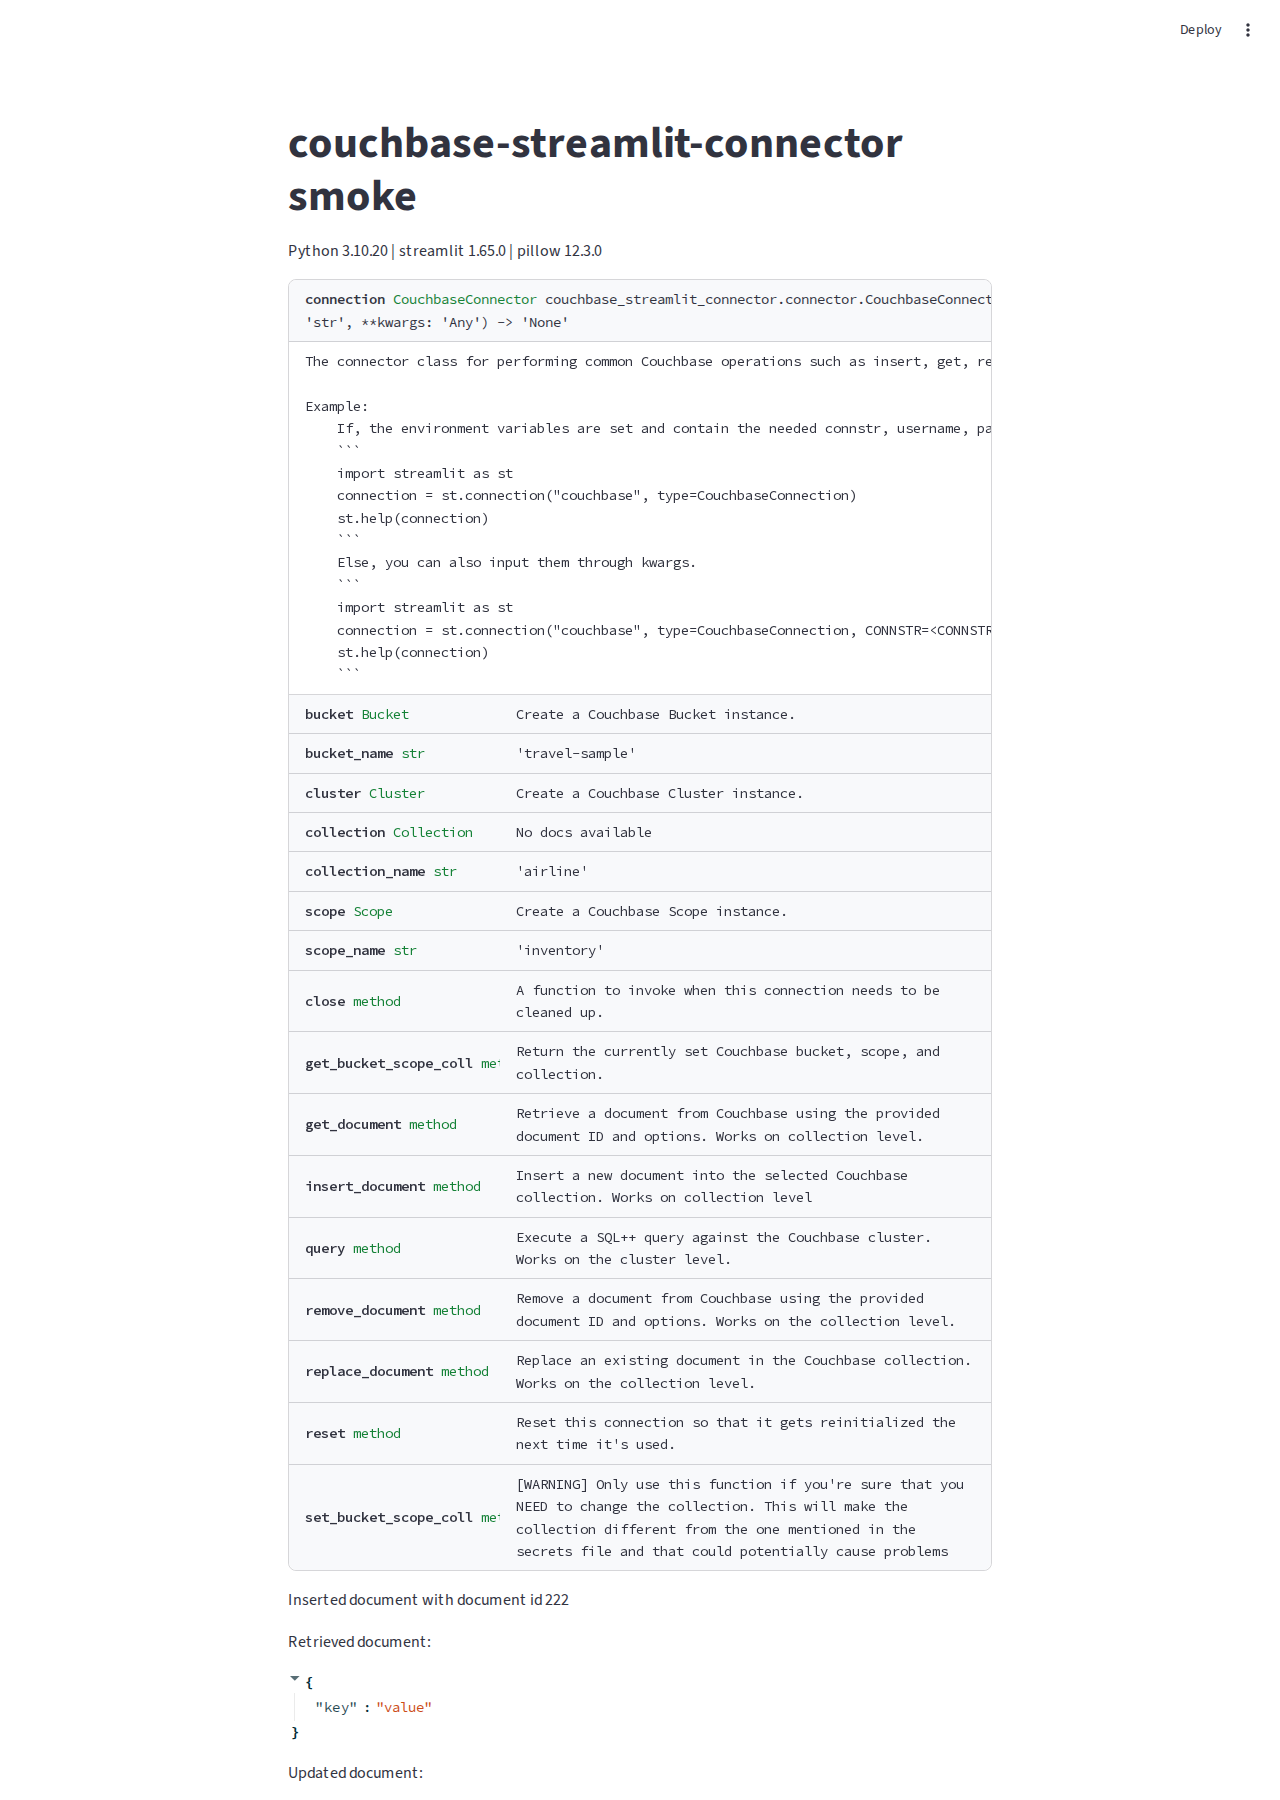 Deploy
couchbase-streamlit-connector
smoke
Python 3.10.20 | streamlit 1.65.0 | pillow 12.3.0
connection CouchbaseConnector couchbase_streamlit_connector.connector.CouchbaseConnect
'str', **kwargs: 'Any') -> 'None'
The connector class for performing common Couchbase operations such as insert, get, re
Example:
If, the environment variables are set and contain the needed connstr, username, pa
```
import streamlit as st
connection = st.connection("couchbase", type=CouchbaseConnection)
st.help(connection)
```
Else, you can also input them through kwargs.
```
import streamlit as st
connection = st.connection("couchbase", type=CouchbaseConnection, CONNSTR=<CONNSTR
st.help(connection)
```
bucket Bucket Create a Couchbase Bucket instance.
bucket_name str 'travel-sample'
cluster Cluster Create a Couchbase Cluster instance.
collection Collection No docs available
collection_name str 'airline'
scope Scope Create a Couchbase Scope instance.
scope_name str 'inventory'
close method A function to invoke when this connection needs to be
cleaned up.
get_bucket_scope_coll met Return the currently set Couchbase bucket, scope, and
collection.
get_document method Retrieve a document from Couchbase using the provided
document ID and options. Works on collection level.
insert_document method Insert a new document into the selected Couchbase
collection. Works on collection level
query method Execute a SQL++ query against the Couchbase cluster.
Works on the cluster level.
remove_document method Remove a document from Couchbase using the provided
document ID and options. Works on the collection level.
replace_document method Replace an existing document in the Couchbase collection.
Works on the collection level.
reset method Reset this connection so that it gets reinitialized the
next time it's used.
set_bucket_scope_coll met [WARNING] Only use this function if you're sure that you
NEED to change the collection. This will make the
collection different from the one mentioned in the
secrets file and that could potentially cause problems
Inserted document with document id 222
Retrieved document:
{
"key" : "value"
}
Updated document: